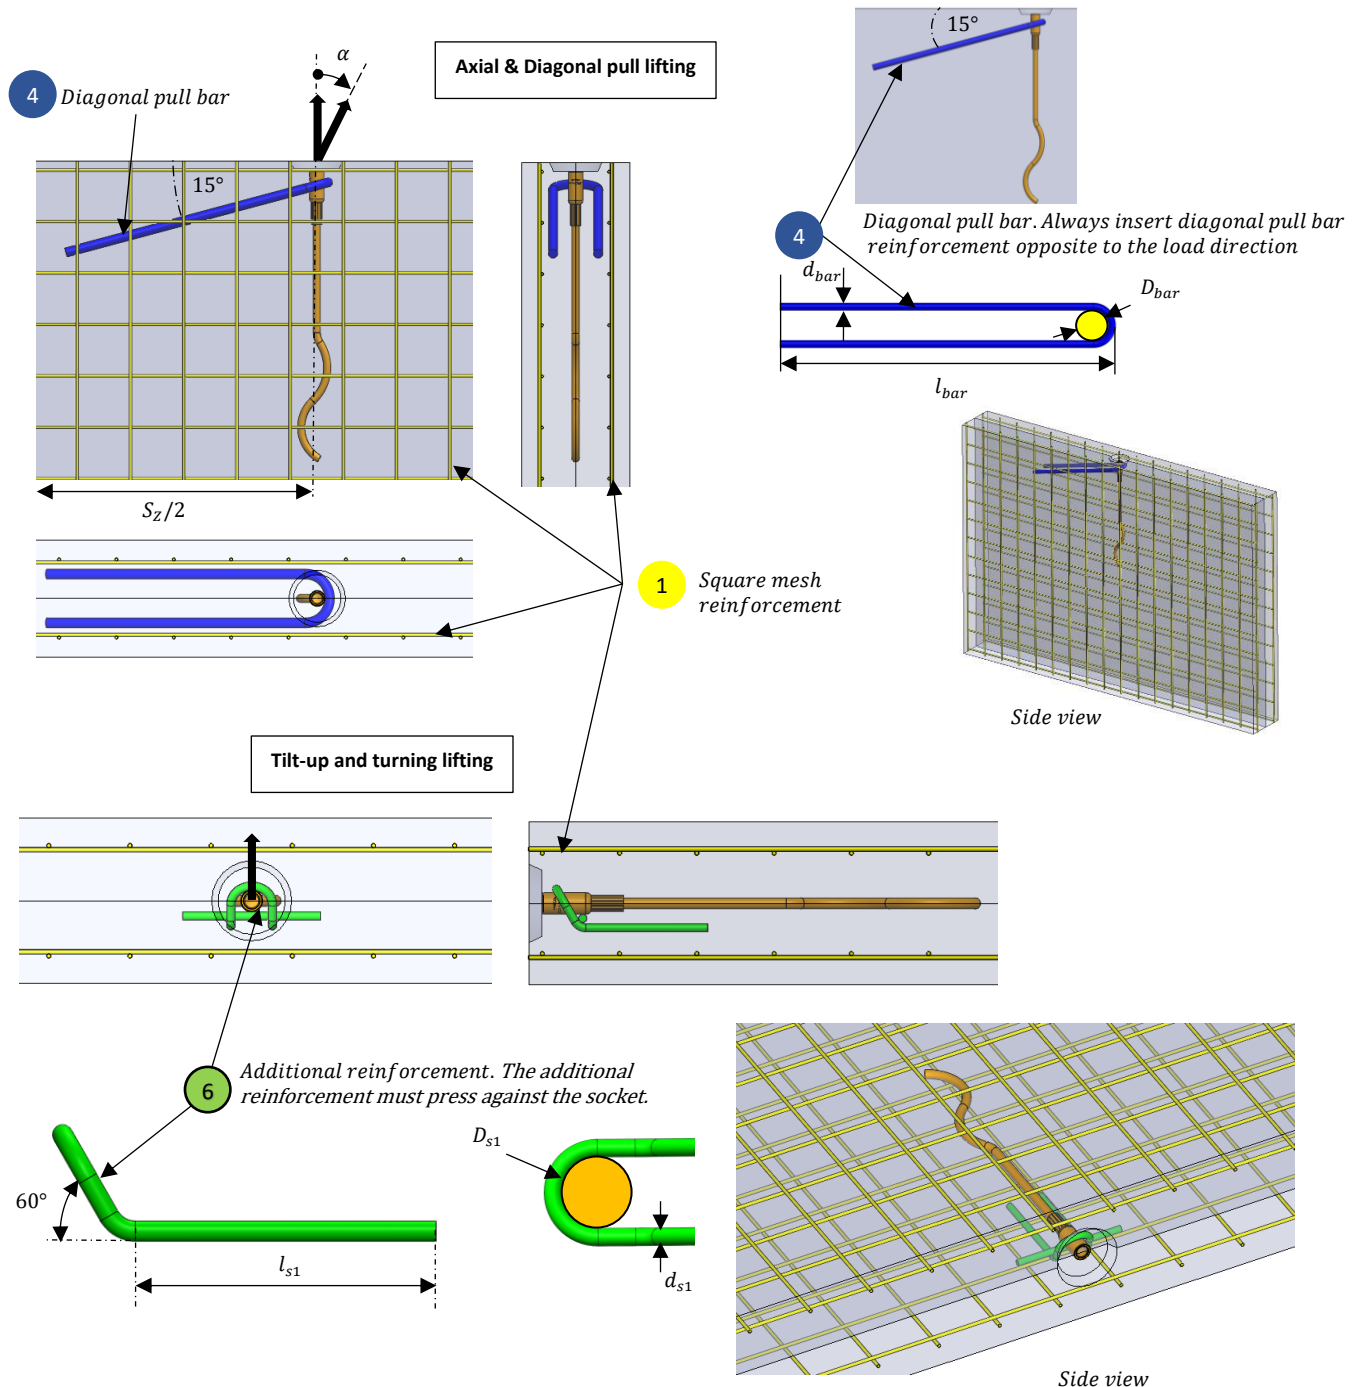 α
Axial & Diagonal pull lifting
15°
4
Diagonal pull bar
15°
4
Diagonal pull bar. Always insert diagonal pull bar
reinforcement opposite to the load direction
d_bar
D_bar
l_bar
S_Z/2
1
Square mesh
reinforcement
Side view
Tilt-up and turning lifting
6
Additional reinforcement. The additional
reinforcement must press against the socket.
D_s1
60°
l_s1
d_s1
Side view